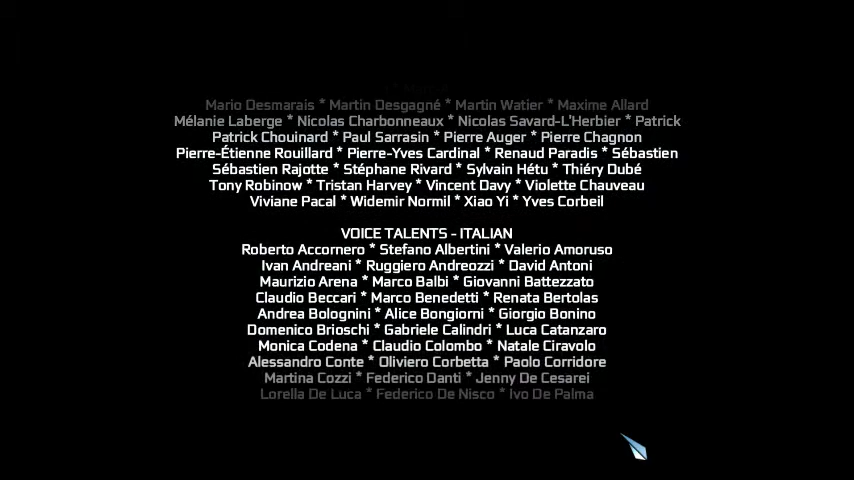 Mario Desmarais * Martin Desgagné * Martin Watier * Maxime Allard
Mélanie Laberge * Nicolas Charbonneaux * Nicolas Savard-L'Herbier * Patrick
Patrick Chouinard * Paul Sarrasin * Pierre Auger * Pierre Chagnon
Pierre-Étienne Rouillard * Pierre-Yves Cardinal * Renaud Paradis * Sébastien
Sébastien Rajotte * Stéphane Rivard * Sylvain Hétu * Thiéry Dubé
Tony Robinow * Tristan Harvey * Vincent Davy * Violette Chauveau
Viviane Pacal * Widemir Normil * Xiao Yi * Yves Corbeil
VOICE TALENTS - ITALIAN
Roberto Accornero * Stefano Albertini * Valerio Amoruso
Ivan Andreani * Ruggiero Andreozzi * David Antoni
Maurizio Arena * Marco Balbi * Giovanni Battezzato
Claudio Beccari * Marco Benedetti * Renata Bertolas
Andrea Bolognini * Alice Bongiorni * Giorgio Bonino
Domenico Brioschi * Gabriele Calindri * Luca Catanzaro
Monica Codena * Claudio Colombo * Natale Ciravolo
Alessandro Conte * Oliviero Corbetta * Paolo Corridore
Martina Cozzi * Federico Danti * Jenny De Cesarei
Lorella De Luca * Federico De Nisco * Ivo De Palma